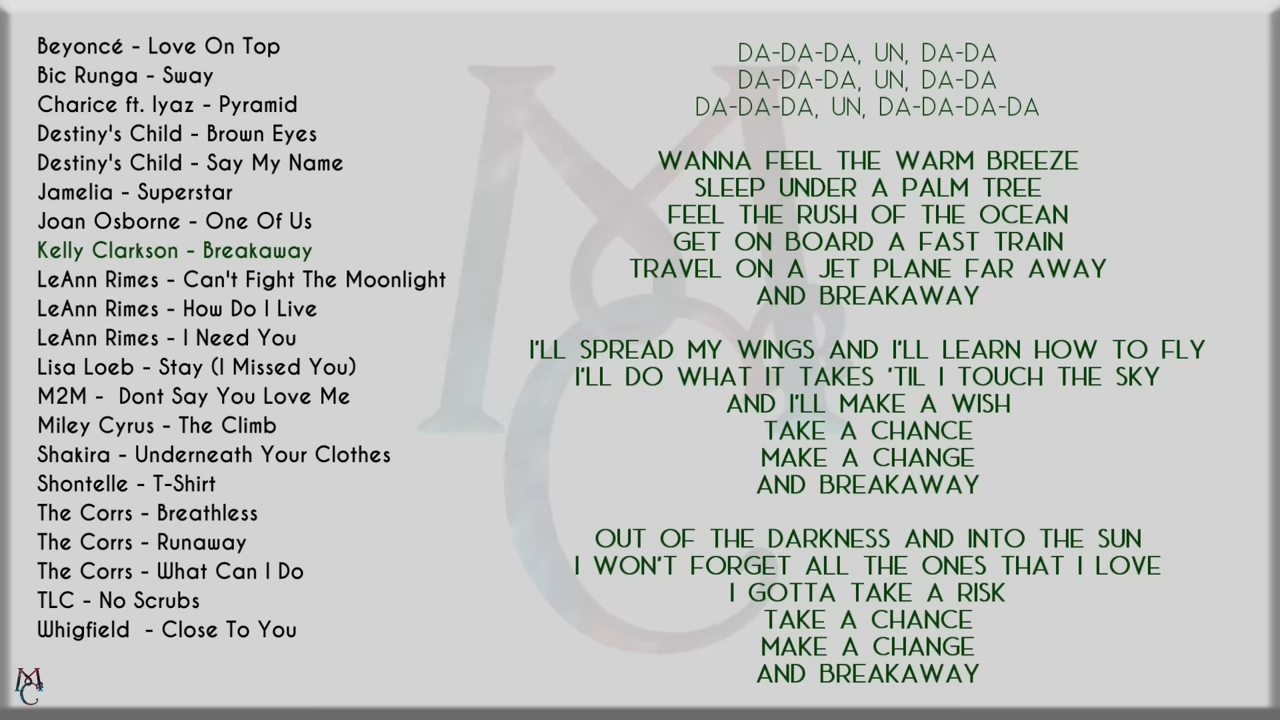 Beyoncé - Love On Top
Bic Runga - Sway
Charice ft. Iyaz - Pyramid
Destiny's Child - Brown Eyes
Destiny's Child - Say My Name
Jamelia - Superstar
Joan Osborne - One Of Us
Kelly Clarkson - Breakaway
LeAnn Rimes - Can't Fight The Moonlight
LeAnn Rimes - How Do I Live
LeAnn Rimes - I Need You
Lisa Loeb - Stay (I Missed You)
M2M -  Dont Say You Love Me
Miley Cyrus - The Climb
Shakira - Underneath Your Clothes
Shontelle - T-Shirt
The Corrs - Breathless
The Corrs - Runaway
The Corrs - What Can I Do
TLC - No Scrubs
Whigfield  - Close To You
MC
DA-DA-DA, UN, DA-DA
DA-DA-DA, UN, DA-DA
DA-DA-DA, UN, DA-DA-DA-DA
WANNA FEEL THE WARM BREEZE
SLEEP UNDER A PALM TREE
FEEL THE RUSH OF THE OCEAN
GET ON BOARD A FAST TRAIN
TRAVEL ON A JET PLANE FAR AWAY
AND BREAKAWAY
I'LL SPREAD MY WINGS AND I'LL LEARN HOW TO FLY
I'LL DO WHAT IT TAKES 'TIL I TOUCH THE SKY
AND I'LL MAKE A WISH
TAKE A CHANCE
MAKE A CHANGE
AND BREAKAWAY
OUT OF THE DARKNESS AND INTO THE SUN
I WON'T FORGET ALL THE ONES THAT I LOVE
I GOTTA TAKE A RISK
TAKE A CHANCE
MAKE A CHANGE
AND BREAKAWAY
MC